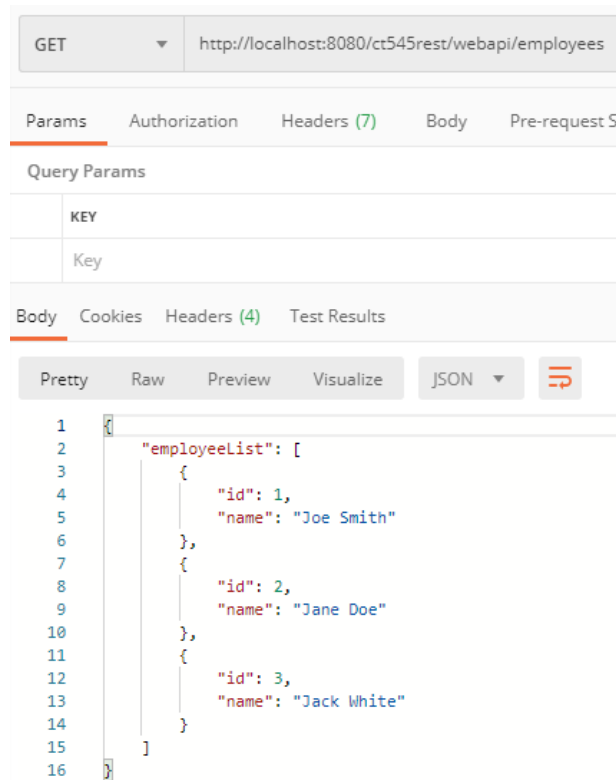 GET http://localhost:8080/ct545rest/webapi/employees
Params Authorization Headers (7) Body Pre-request S
Query Params
KEY
Key
Body Cookies Headers (4) Test Results
Pretty Raw Preview Visualize JSON
1 {
2 "employeeList": [
3 {
4 "id": 1,
5 "name": "Joe Smith"
6 },
7 {
8 "id": 2,
9 "name": "Jane Doe"
10 },
11 {
12 "id": 3,
13 "name": "Jack White"
14 }
15 ]
16 }